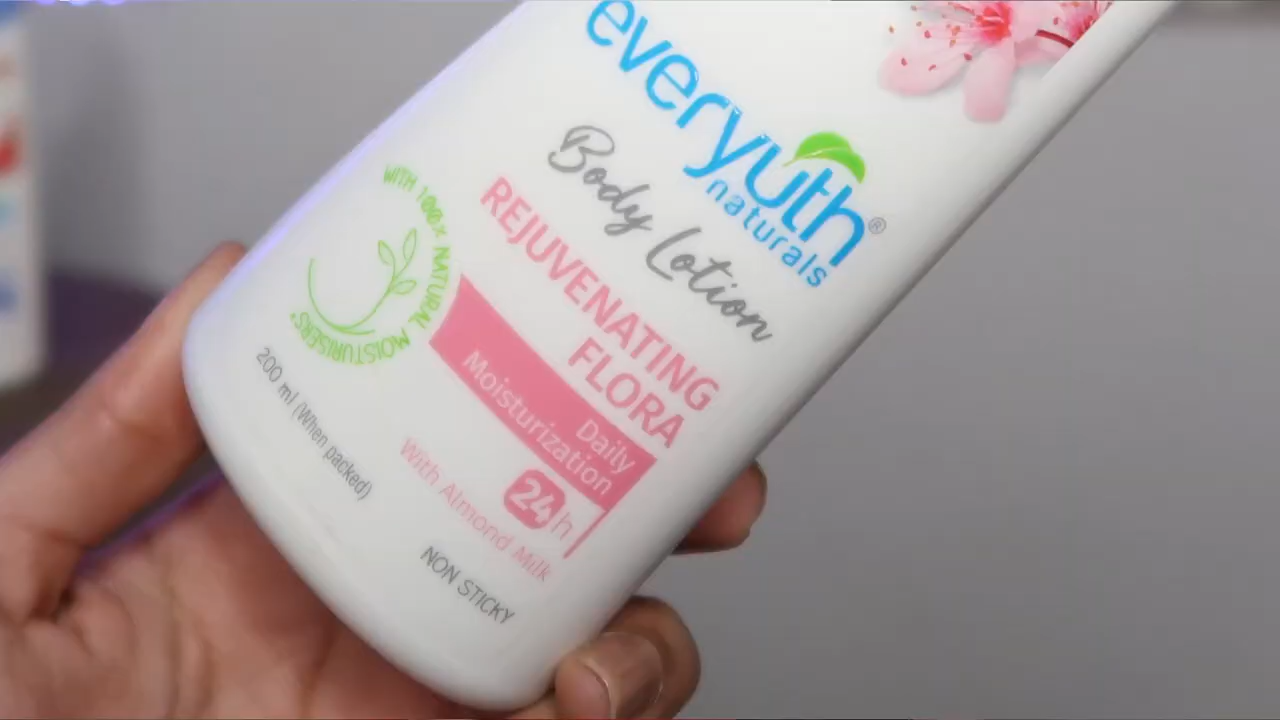 everyuth®
naturals
Body Lotion
REJUVENATING
FLORA
Daily
Moisturization
24h
With Almond Milk
NON STICKY
WITH 100% NATURAL MOISTURISERS*
200 ml (When packed)